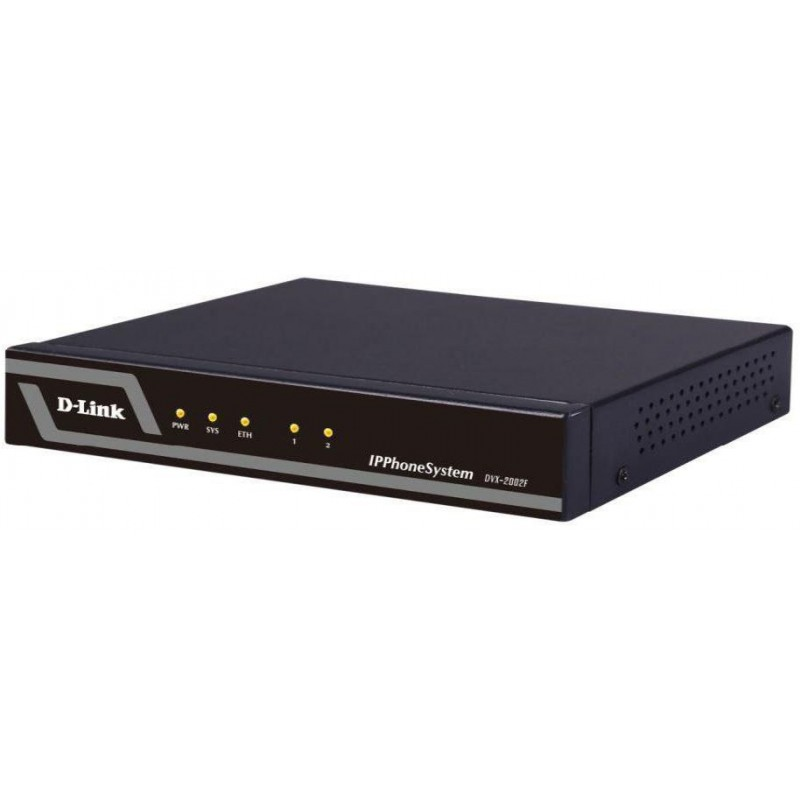 D-Link
PWR SYS ETH 1 2
IPPhoneSystem DVX-2002F